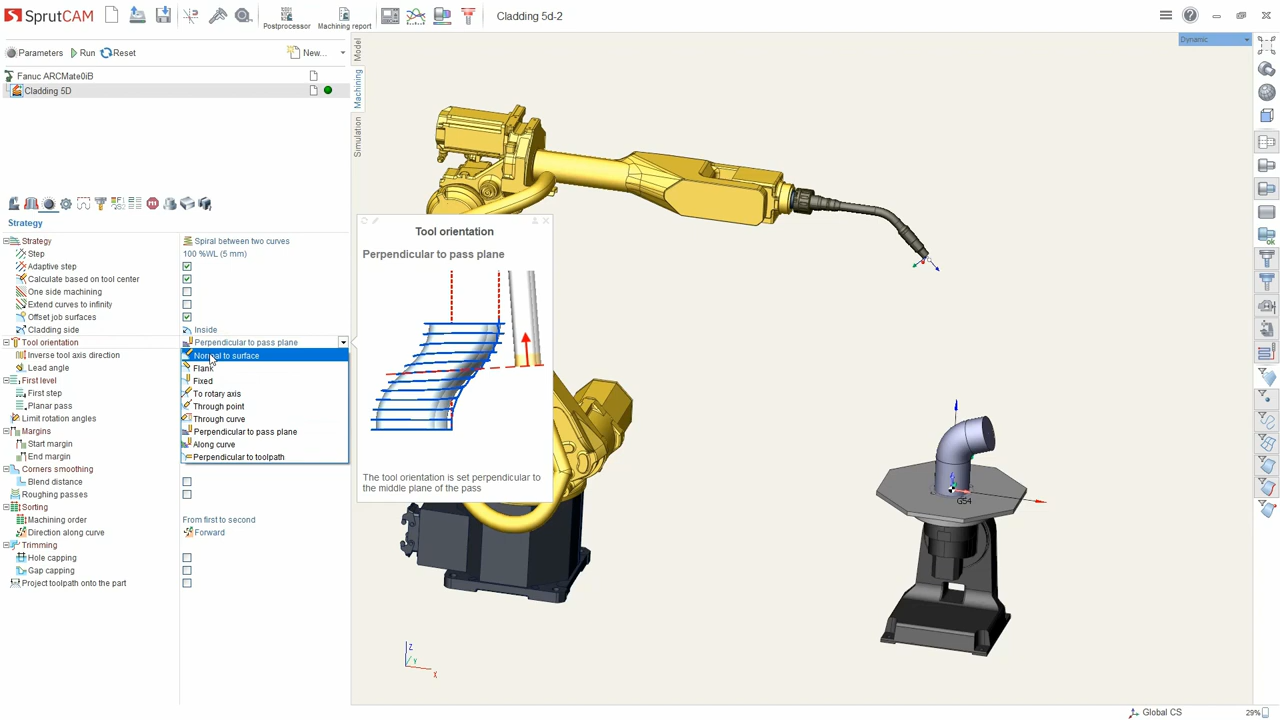 SprutCAM
Postprocessor
Machining report
Cladding 5d-2
Parameters
Run
Reset
New...
Fanuc ARCMate0iB
Cladding 5D
Model
Machining
Simulation
Dynamic
Strategy
Strategy Spiral between two curves
Step 100 %WL (5 mm)
Adaptive step
Calculate based on tool center
One side machining
Extend curves to infinity
Offset job surfaces
Cladding side Inside
Tool orientation Perpendicular to pass plane
Inverse tool axis direction
Lead angle
First level
First step
Planar pass
Limit rotation angles
Margins
Start margin
End margin
Corners smoothing
Blend distance
Roughing passes
Sorting
Machining order From first to second
Direction along curve Forward
Trimming
Hole capping
Gap capping
Project toolpath onto the part
Normal to surface
Flank
Fixed
To rotary axis
Through point
Through curve
Perpendicular to pass plane
Along curve
Perpendicular to toolpath
Tool orientation
Perpendicular to pass plane
The tool orientation is set perpendicular to
the middle plane of the pass
G54
Z
Y
X
Global CS
29%